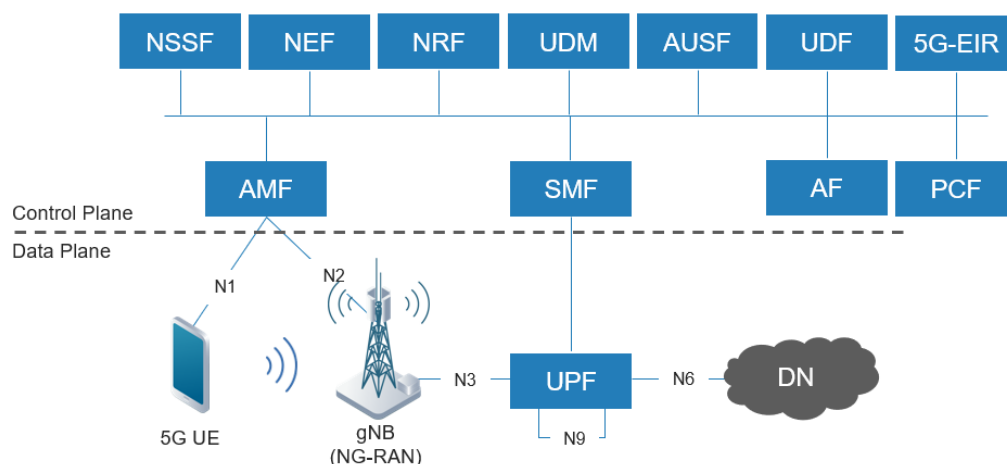 NSSF
NEF
NRF
UDM
AUSF
UDF
5G-EIR
AMF
SMF
AF
PCF
Control Plane
Data Plane
N1
N2
N3
UPF
N6
DN
N9
5G UE
gNB
(NG-RAN)